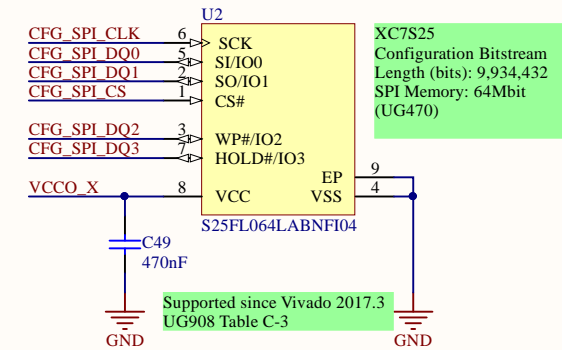 U2
CFG_SPI_CLK 6 SCK
CFG_SPI_DQ0 5 SI/IO0
CFG_SPI_DQ1 2 SO/IO1
CFG_SPI_CS 1 CS#
CFG_SPI_DQ2 3 WP#/IO2
CFG_SPI_DQ3 7 HOLD#/IO3
EP 9
VCCO_X 8 VCC VSS 4
S25FL064LABNFI04
C49
470nF
GND
GND
XC7S25
Configuration Bitstream
Length (bits): 9,934,432
SPI Memory: 64Mbit
(UG470)
Supported since Vivado 2017.3
UG908 Table C-3